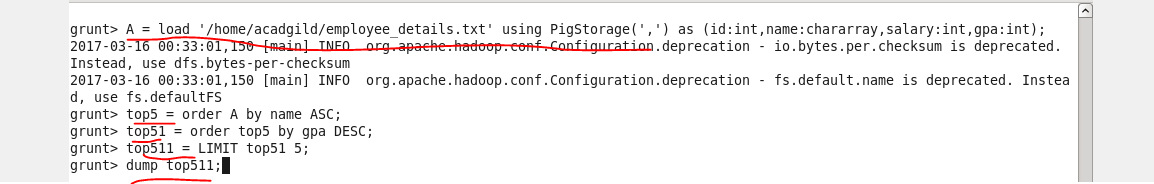 grunt> A = load '/home/acadgild/employee_details.txt' using PigStorage(',') as (id:int,name:chararray,salary:int,gpa:int);
2017-03-16 00:33:01,150 [main] INFO  org.apache.hadoop.conf.Configuration.deprecation - io.bytes.per.checksum is deprecated.
Instead, use dfs.bytes-per-checksum
2017-03-16 00:33:01,150 [main] INFO  org.apache.hadoop.conf.Configuration.deprecation - fs.default.name is deprecated. Instea
d, use fs.defaultFS
grunt> top5 = order A by name ASC;
grunt> top51 = order top5 by gpa DESC;
grunt> top511 = LIMIT top51 5;
grunt> dump top511;